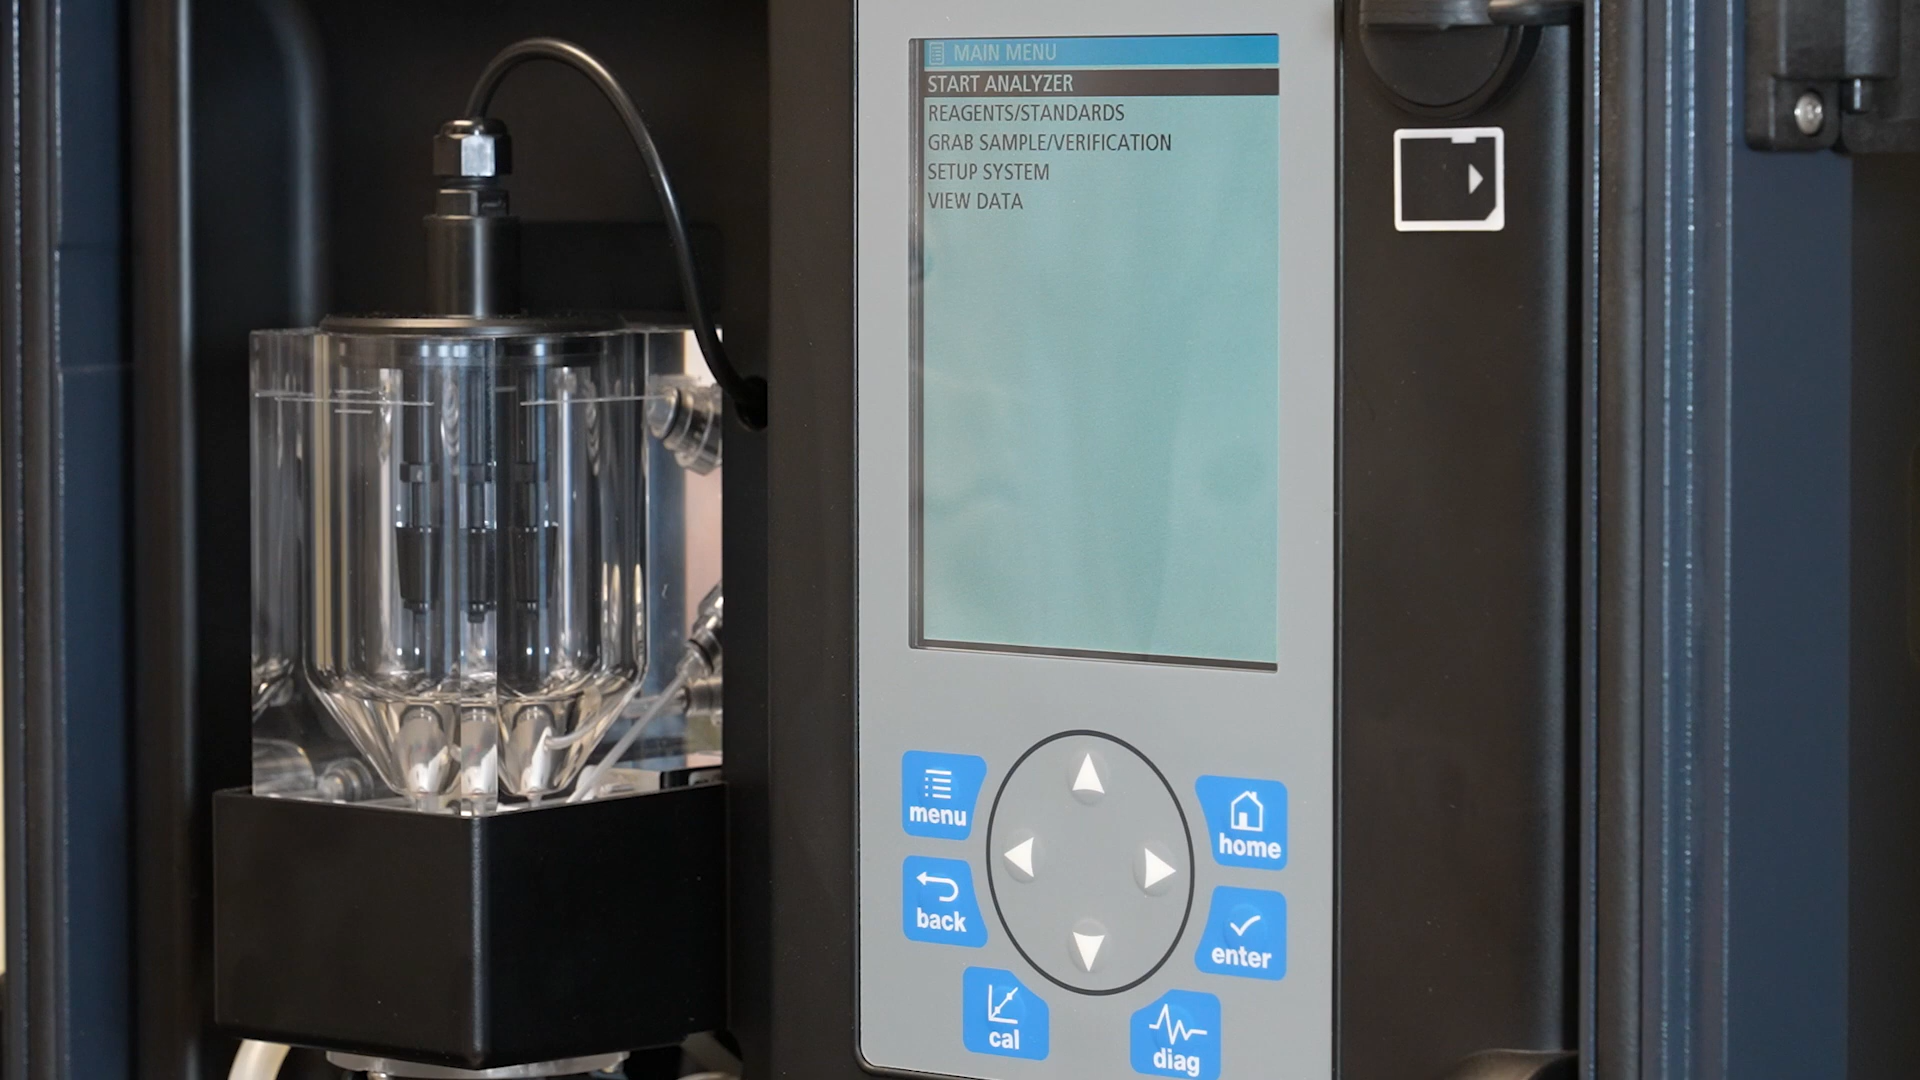 MAIN MENU
START ANALYZER
REAGENTS/STANDARDS
GRAB SAMPLE/VERIFICATION
SETUP SYSTEM
VIEW DATA
menu
home
back
enter
cal
diag